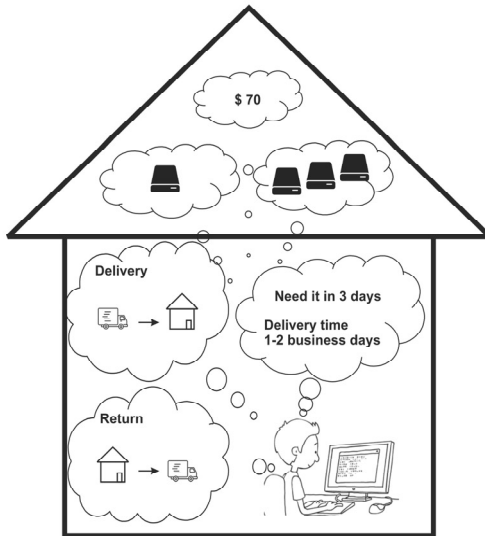 $ 70
Delivery
Need it in 3 days
Delivery time
1-2 business days
Return